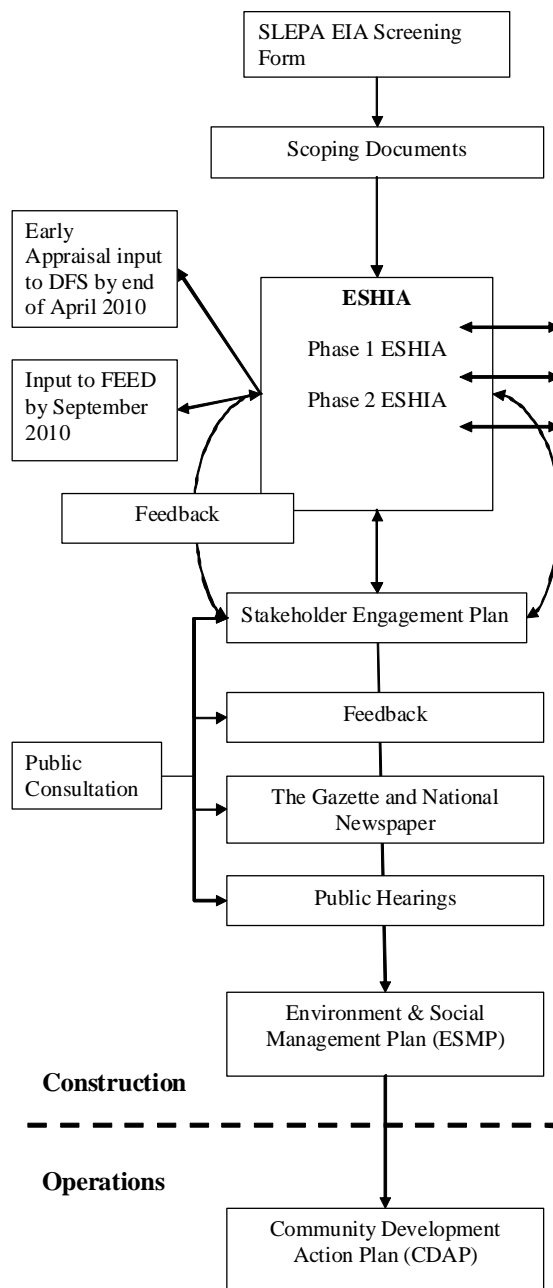 SLEPA EIA Screening
Form
Scoping Documents
Early
Appraisal input
to DFS by end
of April 2010
ESHIA
Phase 1 ESHIA
Phase 2 ESHIA
Input to FEED
by September
2010
Feedback
Stakeholder Engagement Plan
Feedback
Public
Consultation
The Gazette and National
Newspaper
Public Hearings
Environment & Social
Management Plan (ESMP)
Construction
Operations
Community Development
Action Plan (CDAP)